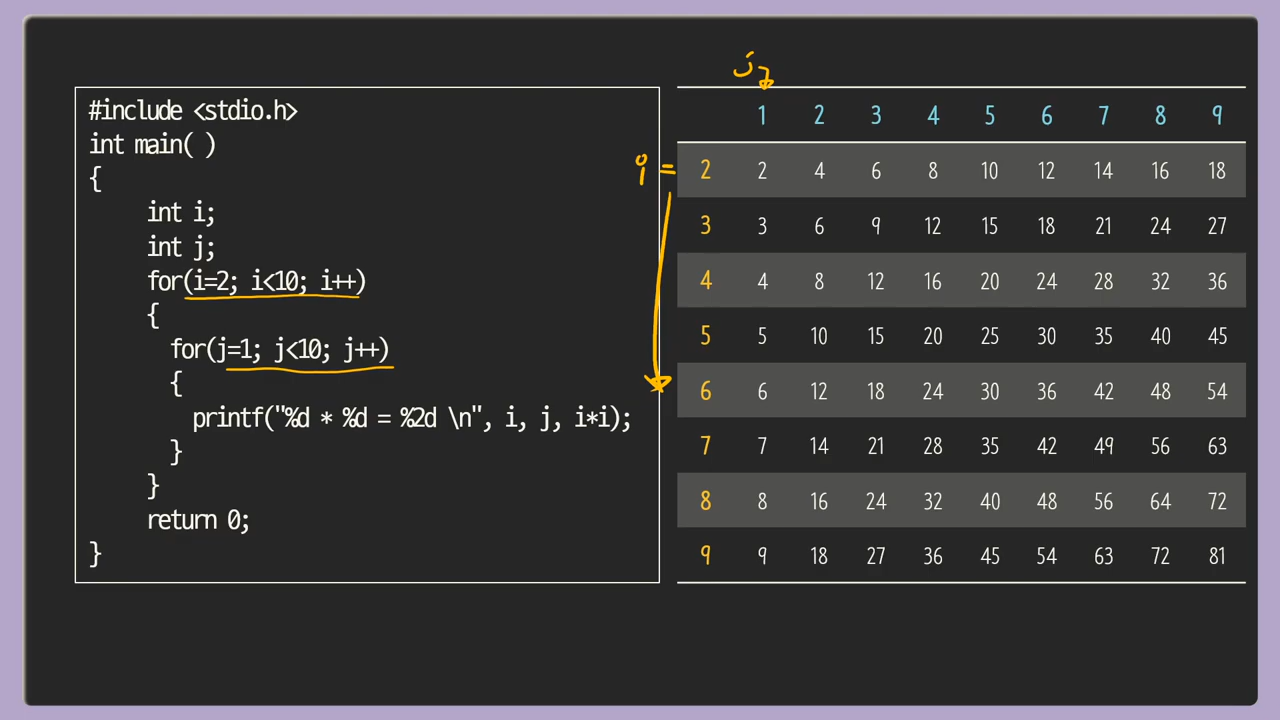 #include <stdio.h>
int main( )
{
int i;
int j;
for(i=2; i<10; i++)
{
for(j=1; j<10; j++)
{
printf("%d * %d = %2d \n", i, j, i*i);
}
}
return 0;
}
j
1 2 3 4 5 6 7 8 9
i = 2 2 4 6 8 10 12 14 16 18
3 3 6 9 12 15 18 21 24 27
4 4 8 12 16 20 24 28 32 36
5 5 10 15 20 25 30 35 40 45
6 6 12 18 24 30 36 42 48 54
7 7 14 21 28 35 42 49 56 63
8 8 16 24 32 40 48 56 64 72
9 9 18 27 36 45 54 63 72 81